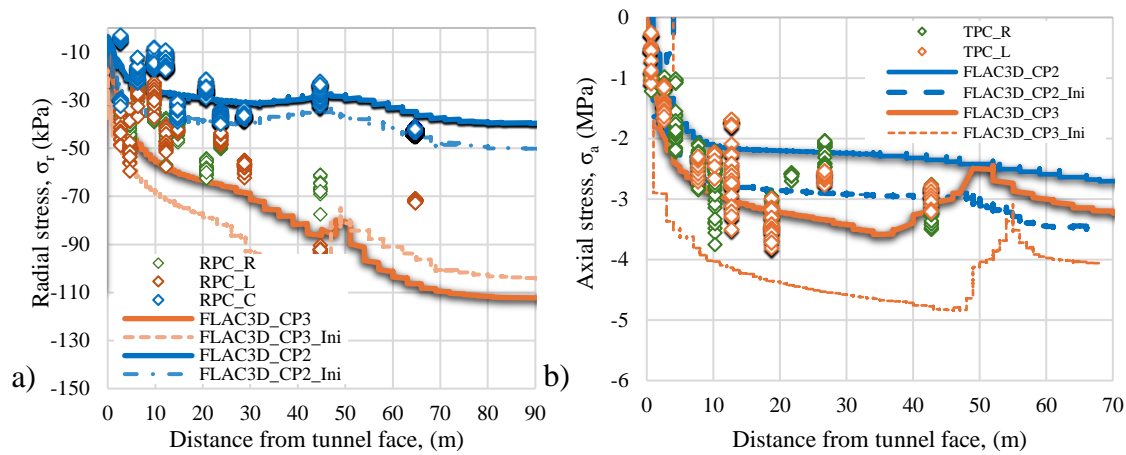 a)
Radial stress, σr (kPa)
-10
-30
-50
-70
-90
-110
-130
-150
0 10 20 30 40 50 60 70 80 90
Distance from tunnel face, (m)
RPC_R
RPC_L
RPC_C
FLAC3D_CP3
FLAC3D_CP3_Ini
FLAC3D_CP2
FLAC3D_CP2_Ini
b)
Axial stress, σa (MPa)
0
-1
-2
-3
-4
-5
-6
0 10 20 30 40 50 60 70
Distance from tunnel face, (m)
TPC_R
TPC_L
FLAC3D_CP2
FLAC3D_CP2_Ini
FLAC3D_CP3
FLAC3D_CP3_Ini